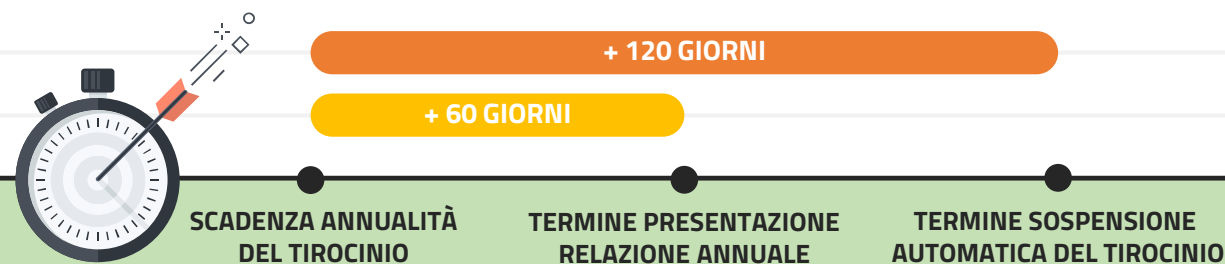 + 120 GIORNI
+ 60 GIORNI
SCADENZA ANNUALITÀ
DEL TIROCINIO
TERMINE PRESENTAZIONE
RELAZIONE ANNUALE
TERMINE SOSPENSIONE
AUTOMATICA DEL TIROCINIO